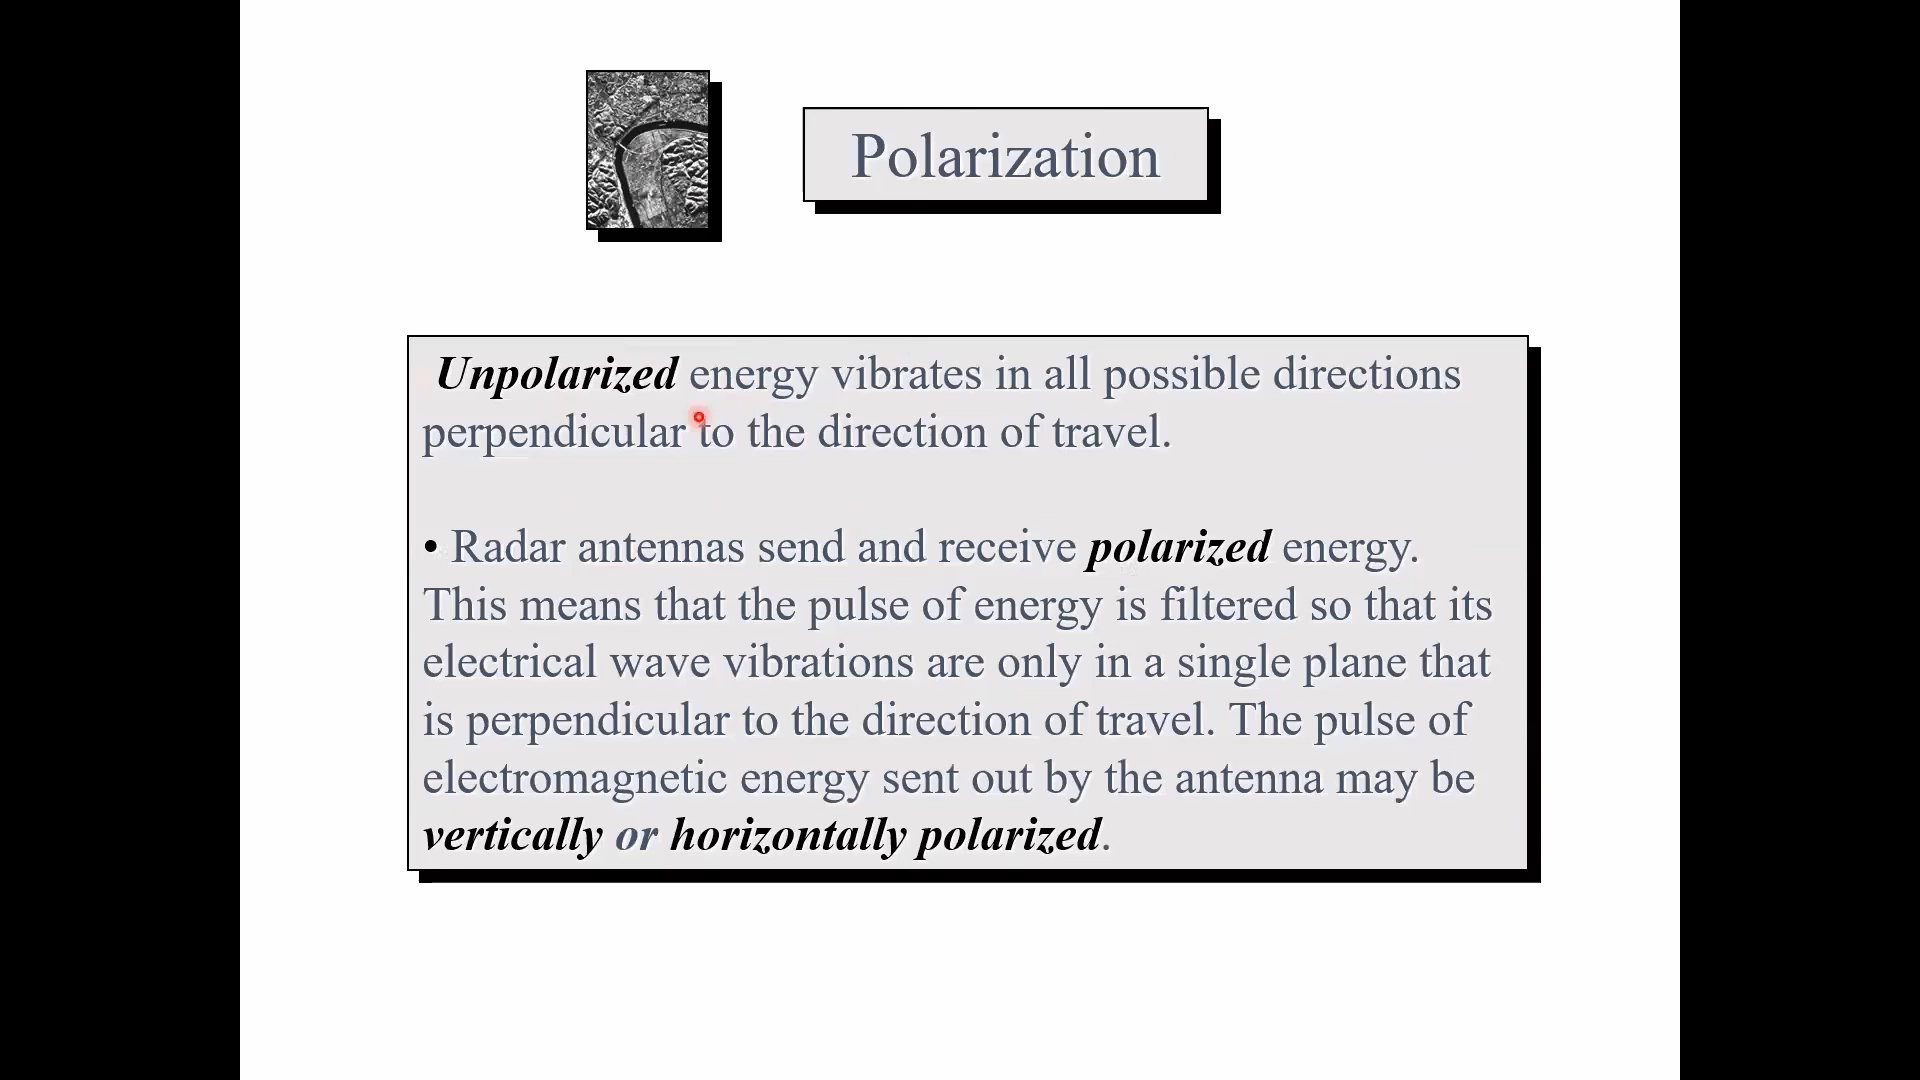 Polarization
Unpolarized energy vibrates in all possible directions
perpendicular to the direction of travel.
• Radar antennas send and receive polarized energy.
This means that the pulse of energy is filtered so that its
electrical wave vibrations are only in a single plane that
is perpendicular to the direction of travel. The pulse of
electromagnetic energy sent out by the antenna may be
vertically or horizontally polarized.